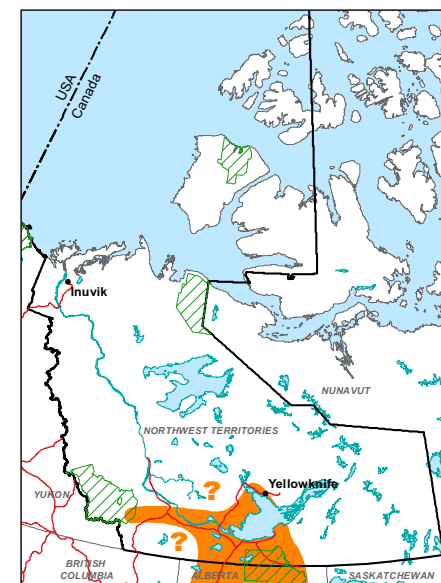 USA
Canada
Inuvik
NUNAVUT
NORTHWEST TERRITORIES
?
Yellowknife
YUKON
?
BRITISH
COLUMBIA
ALBERTA
SASKATCHEWAN